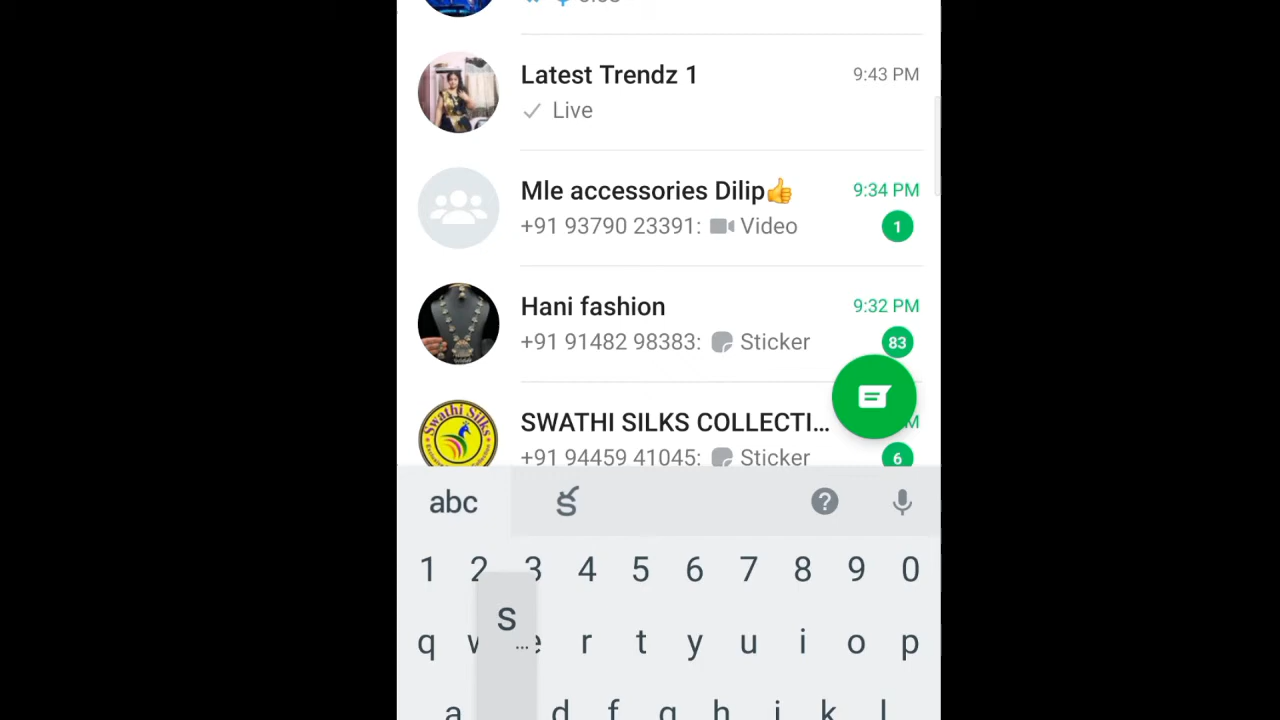 Latest Trendz 1
9:43 PM
Live
Mle accessories Dilip👍
9:34 PM
+91 93790 23391: Video
1
Hani fashion
9:32 PM
+91 91482 98383: Sticker
83
SWATHI SILKS COLLECTI...
M
+91 94459 41045: Sticker
6
Swathi Silks
abc
క
?
1 2 3 4 5 6 7 8 9 0
s
...
q w e r t y u i o p
a d f g h j k l